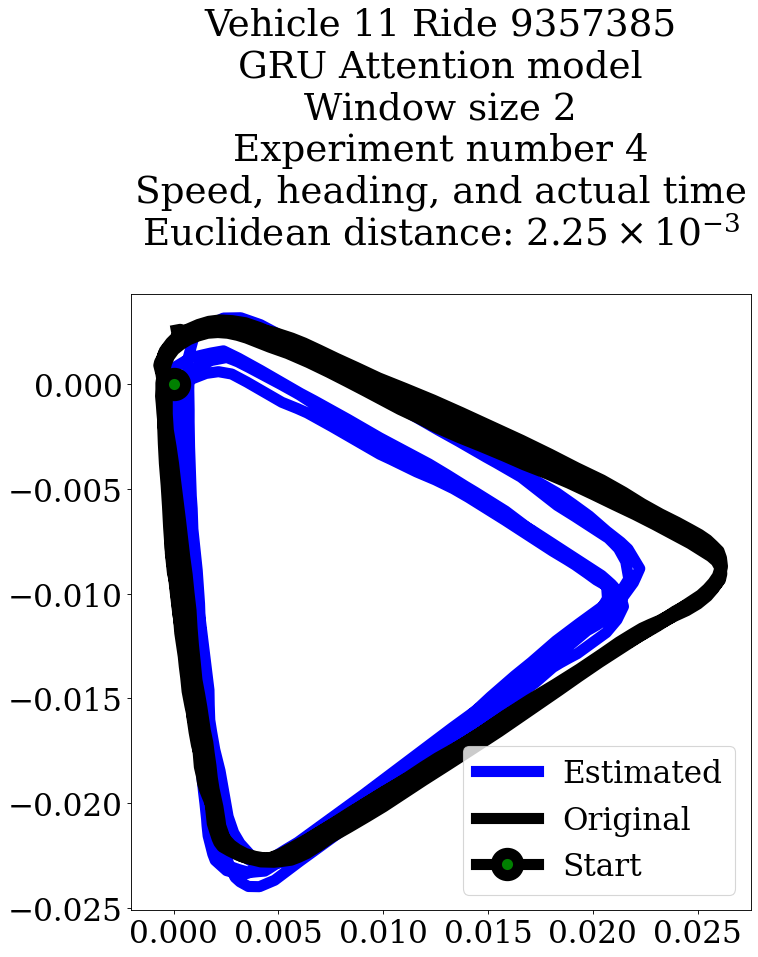 Vehicle 11 Ride 9357385
GRU Attention model
Window size 2
Experiment number 4
Speed, heading, and actual time
Euclidean distance: 2.25 × 10⁻³
0.000
−0.005
−0.010
−0.015
−0.020
−0.025
0.000 0.005 0.010 0.015 0.020 0.025
Estimated
Original
Start